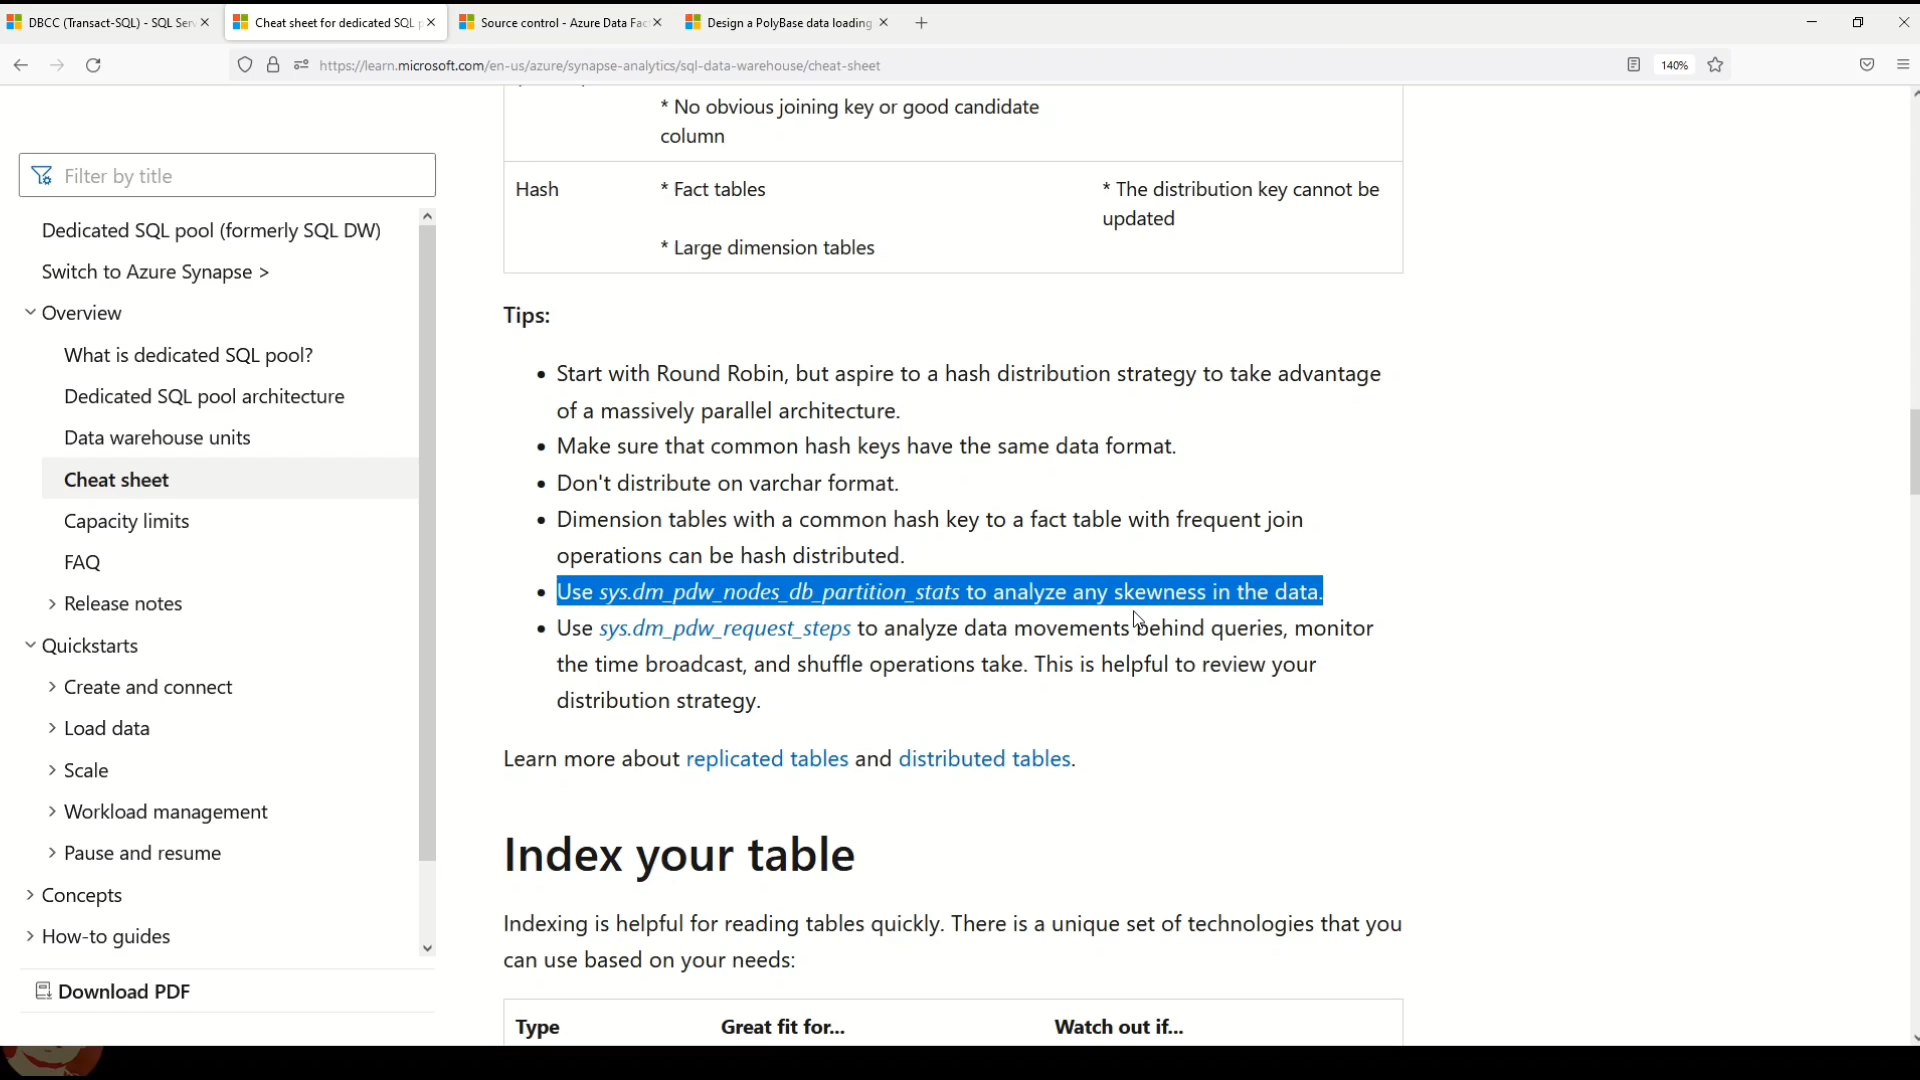 DBCC (Transact-SQL) - SQL Ser
Cheat sheet for dedicated SQL p
Source control - Azure Data Fac
Design a PolyBase data loading
https://learn.microsoft.com/en-us/azure/synapse-analytics/sql-data-warehouse/cheat-sheet
140%
Filter by title
Dedicated SQL pool (formerly SQL DW)
Switch to Azure Synapse >
Overview
What is dedicated SQL pool?
Dedicated SQL pool architecture
Data warehouse units
Cheat sheet
Capacity limits
FAQ
Release notes
Quickstarts
Create and connect
Load data
Scale
Workload management
Pause and resume
Concepts
How-to guides
Download PDF
* No obvious joining key or good candidate
column
Hash
* Fact tables
* Large dimension tables
* The distribution key cannot be
updated
Tips:
• Start with Round Robin, but aspire to a hash distribution strategy to take advantage
of a massively parallel architecture.
• Make sure that common hash keys have the same data format.
• Don't distribute on varchar format.
• Dimension tables with a common hash key to a fact table with frequent join
operations can be hash distributed.
• Use sys.dm_pdw_nodes_db_partition_stats to analyze any skewness in the data.
• Use sys.dm_pdw_request_steps to analyze data movements behind queries, monitor
the time broadcast, and shuffle operations take. This is helpful to review your
distribution strategy.
Learn more about replicated tables and distributed tables.
Index your table
Indexing is helpful for reading tables quickly. There is a unique set of technologies that you
can use based on your needs:
Type Great fit for... Watch out if...